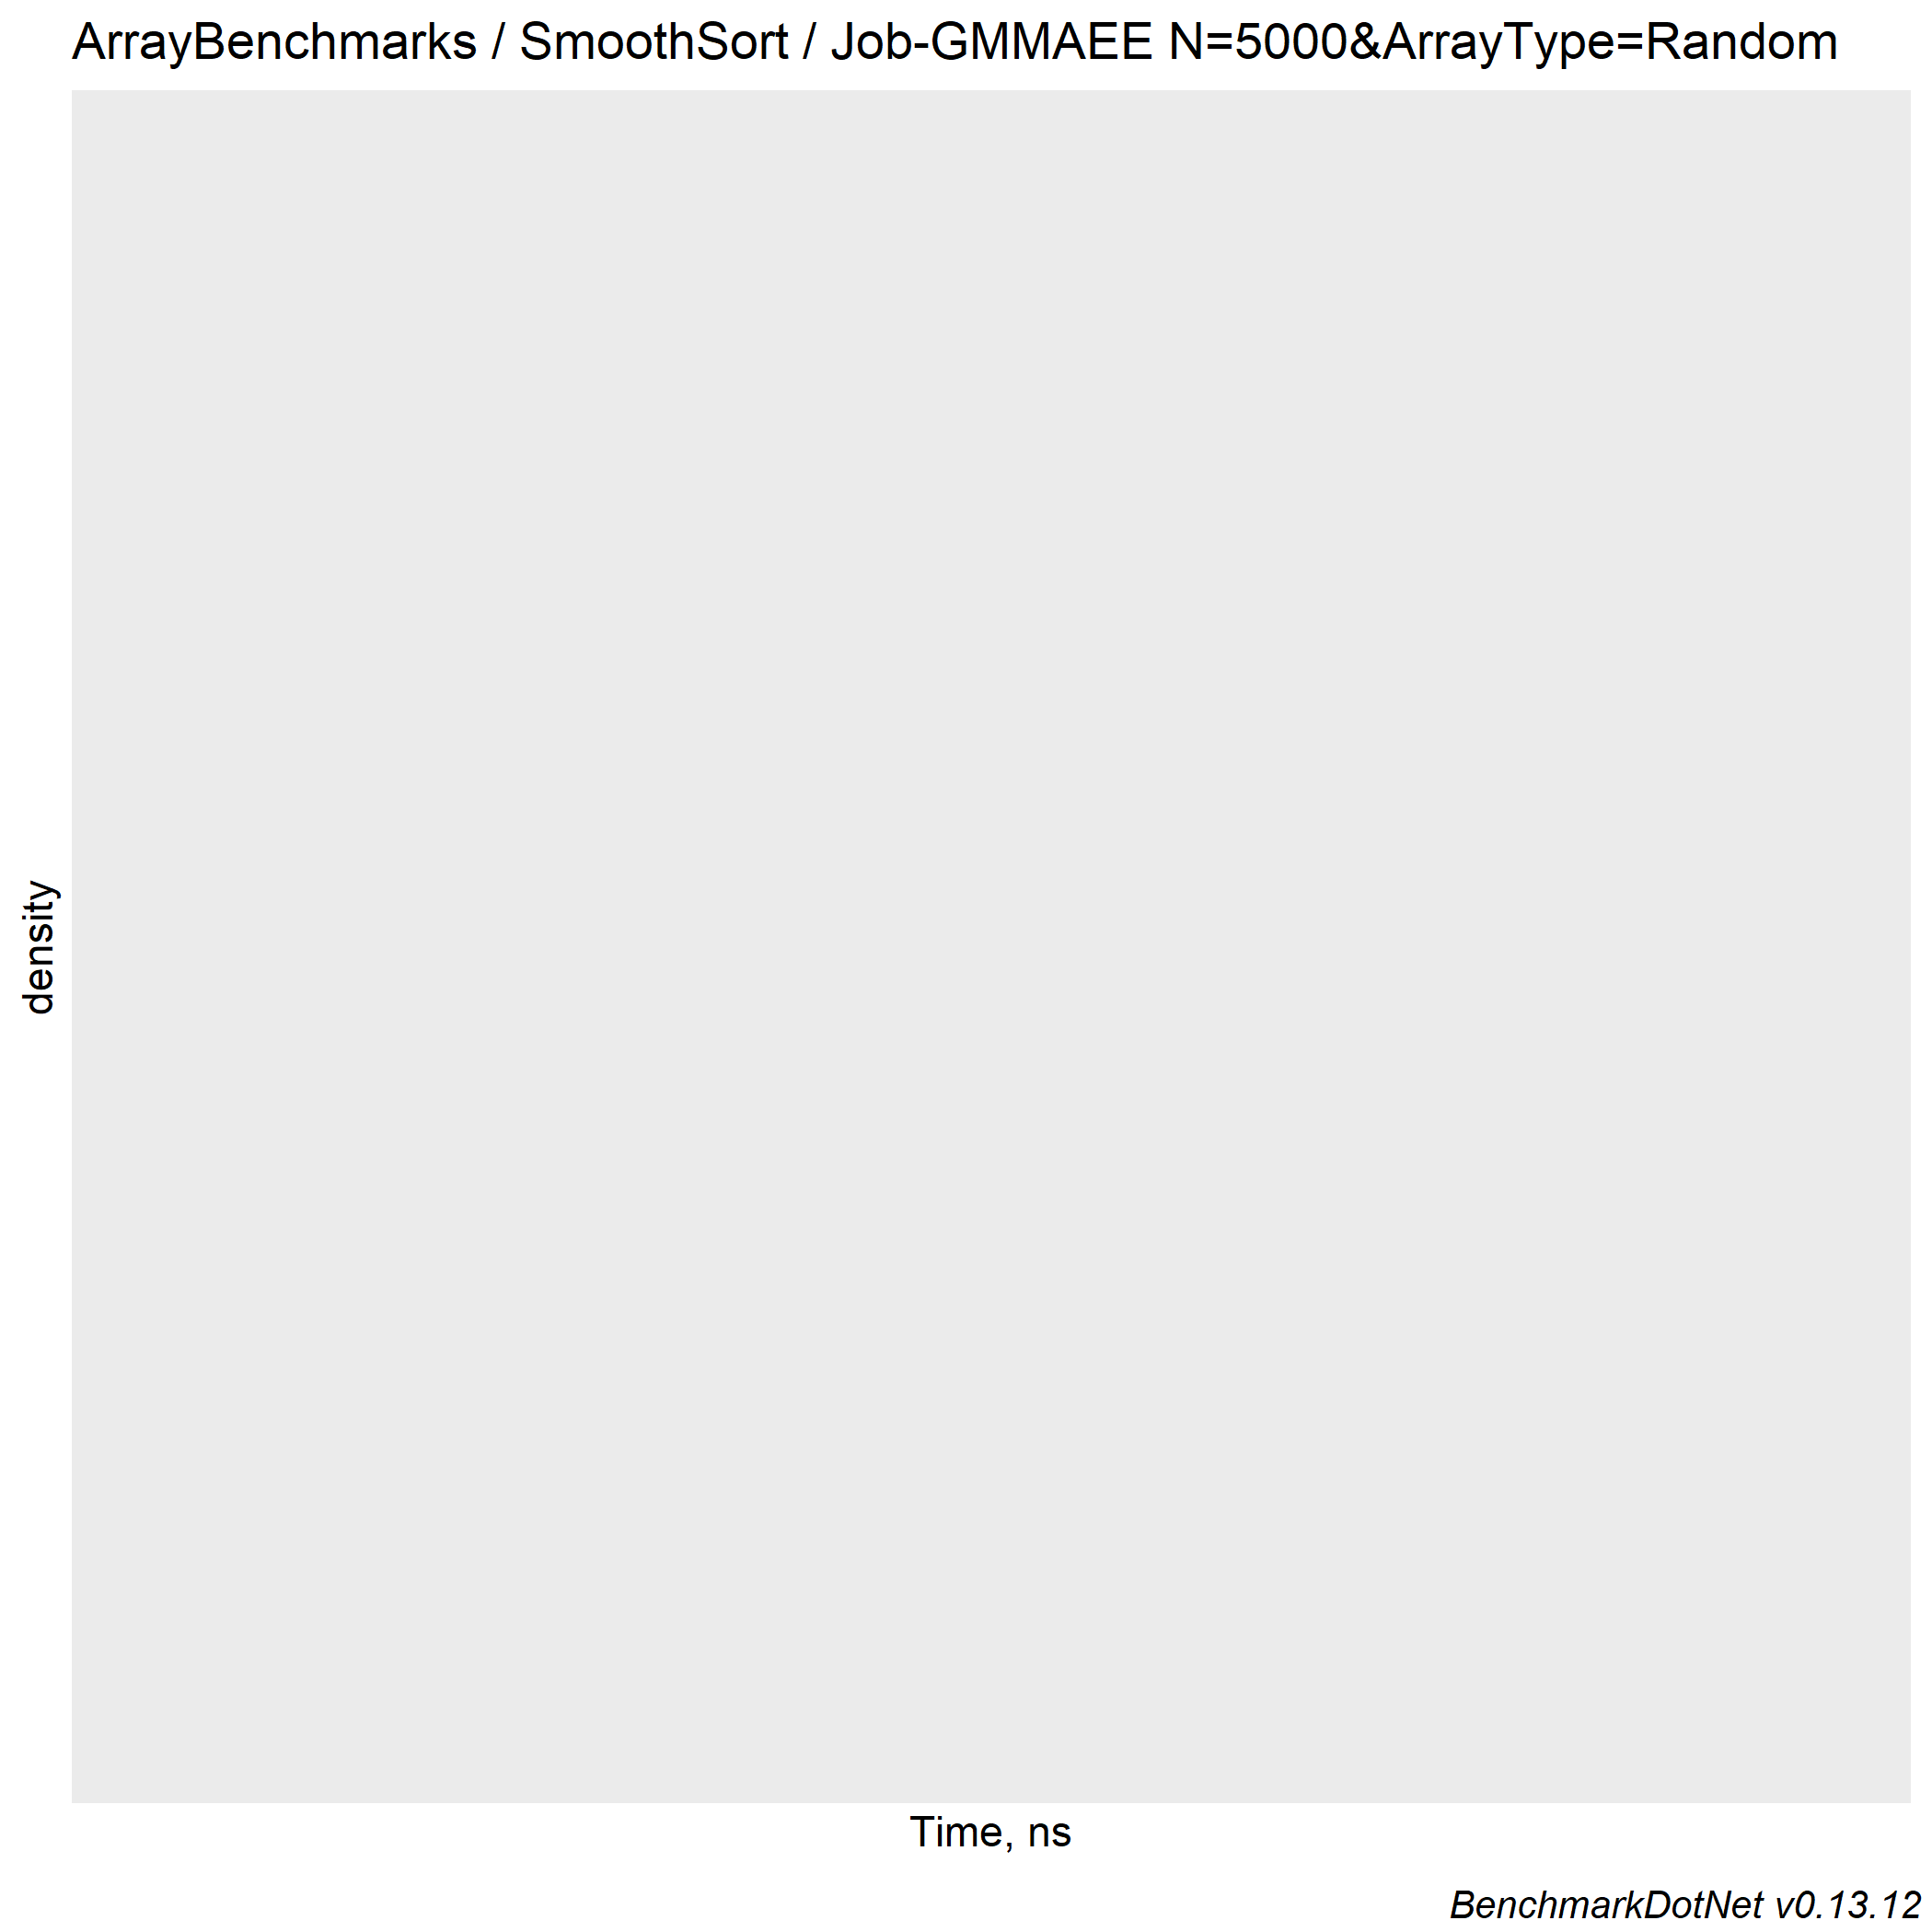 ArrayBenchmarks / SmoothSort / Job-GMMAEE N=5000&ArrayType=Random
density
Time, ns
BenchmarkDotNet v0.13.12